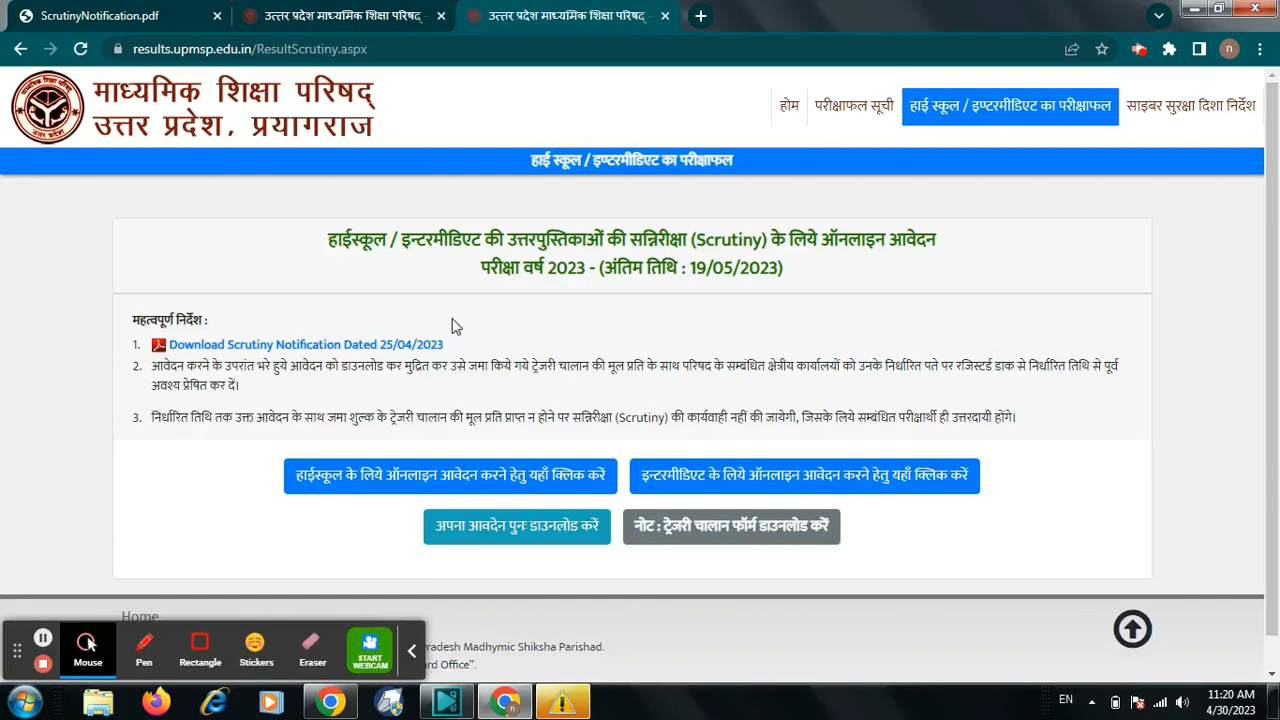 ScrutinyNotification.pdf
उत्तर प्रदेश माध्यमिक शिक्षा परिषद्
उत्तर प्रदेश माध्यमिक शिक्षा परिषद्
results.upmsp.edu.in/ResultScrutiny.aspx
n
माध्यमिक शिक्षा परिषद्
उत्तर प्रदेश, प्रयागराज
होम
परीक्षाफल सूची
हाई स्कूल / इण्टरमीडिएट का परीक्षाफल
साइबर सुरक्षा दिशा निर्देश
हाई स्कूल / इण्टरमीडिएट का परीक्षाफल
हाईस्कूल / इन्टरमीडिएट की उत्तरपुस्तिकाओं की सन्निरीक्षा (Scrutiny) के लिये ऑनलाइन आवेदन
परीक्षा वर्ष 2023 - (अंतिम तिथि : 19/05/2023)
महत्वपूर्ण निर्देश :
1. Download Scrutiny Notification Dated 25/04/2023
2. आवेदन करने के उपरांत भरे हुये आवेदन को डाउनलोड कर मुद्रित कर उसे जमा किये गये ट्रेजरी चालान की मूल प्रति के साथ परिषद के सम्बंधित क्षेत्रीय कार्यालयों को उनके निर्धारित पते पर रजिस्टर्ड डाक से निर्धारित तिथि से पूर्व
अवश्य प्रेषित कर दें।
3. निर्धारित तिथि तक उक्त आवेदन के साथ जमा शुल्क के ट्रेजरी चालान की मूल प्रति प्राप्त न होने पर सन्निरीक्षा (Scrutiny) की कार्यवाही नहीं की जायेगी, जिसके लिये सम्बंधित परीक्षार्थी ही उत्तरदायी होंगे।
हाईस्कूल के लिये ऑनलाइन आवेदन करने हेतु यहाँ क्लिक करें
इन्टरमीडिएट के लिये ऑनलाइन आवेदन करने हेतु यहाँ क्लिक करें
अपना आवदेन पुनः डाउनलोड करें
नोट : ट्रेजरी चालान फॉर्म डाउनलोड करें
Home
radesh Madhymic Shiksha Parishad.
rd Office".
Mouse
Pen
Rectangle
Stickers
Eraser
START
WEBCAM
EN
11:20 AM
4/30/2023